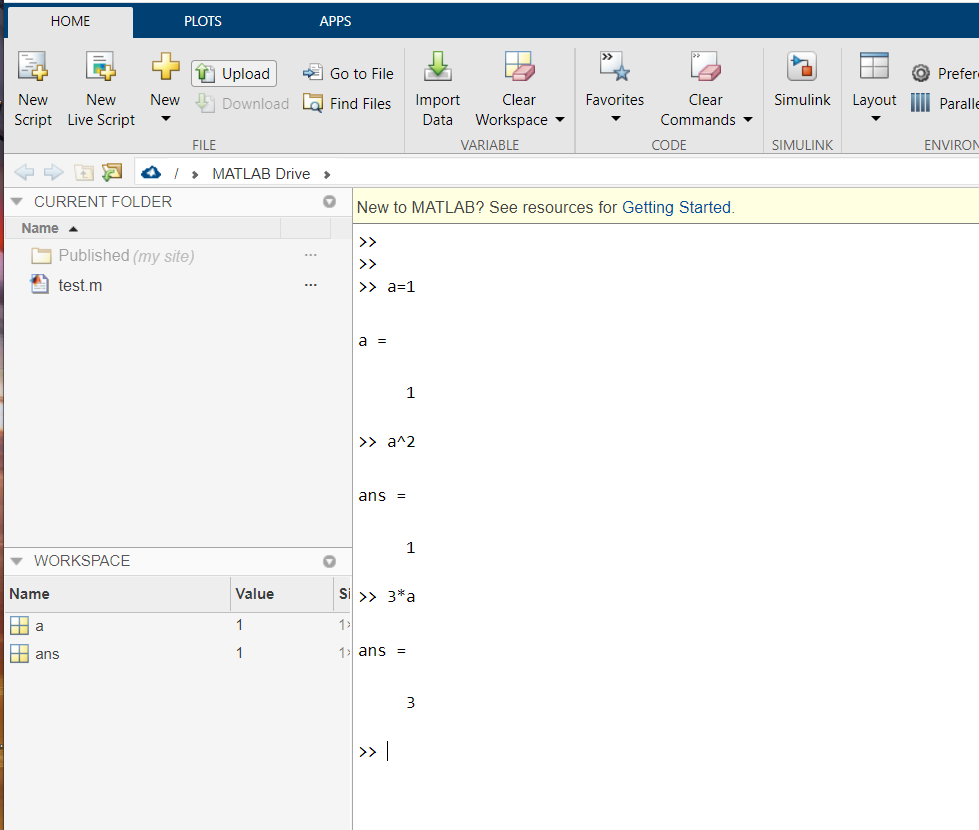 HOME PLOTS APPS
New Script
New Live Script
New
Upload
Download
Go to File
Find Files
FILE
Import Data
Clear Workspace
VARIABLE
Favorites
Clear Commands
CODE
Simulink
SIMULINK
Layout
Prefer
Paralle
ENVIRON
/ MATLAB Drive
CURRENT FOLDER
Name
Published (my site) ...
test.m ...
WORKSPACE
Name Value Si
a 1 1
ans 1 1
New to MATLAB? See resources for Getting Started.
>>
>>
>> a=1
a =
1
>> a^2
ans =
1
>> 3*a
ans =
3
>>